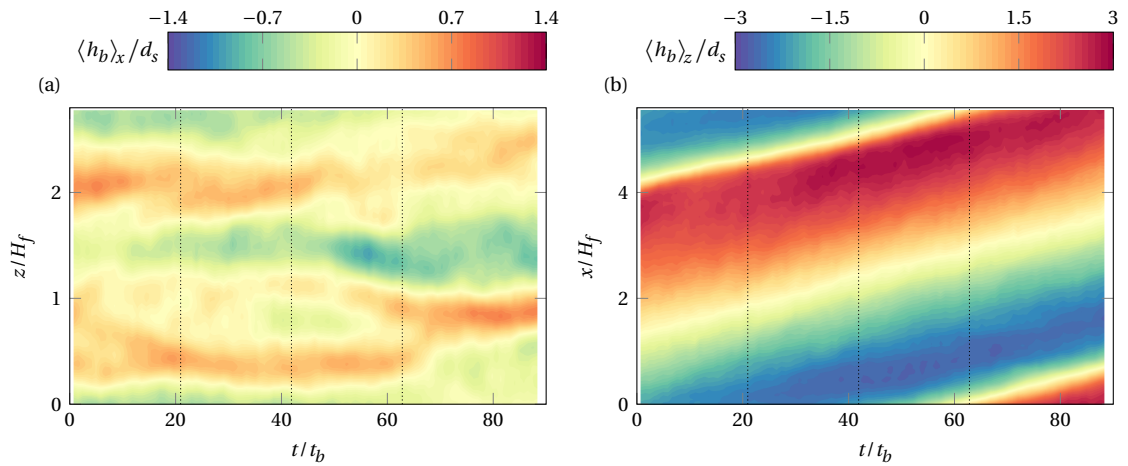 −1.4 −0.7 0 0.7 1.4
⟨h_b⟩_x/d_s
(a)
2
1
0
z/H_f
0 20 40 60 80
t/t_b
−3 −1.5 0 1.5 3
⟨h_b⟩_z/d_s
(b)
4
2
0
x/H_f
0 20 40 60 80
t/t_b